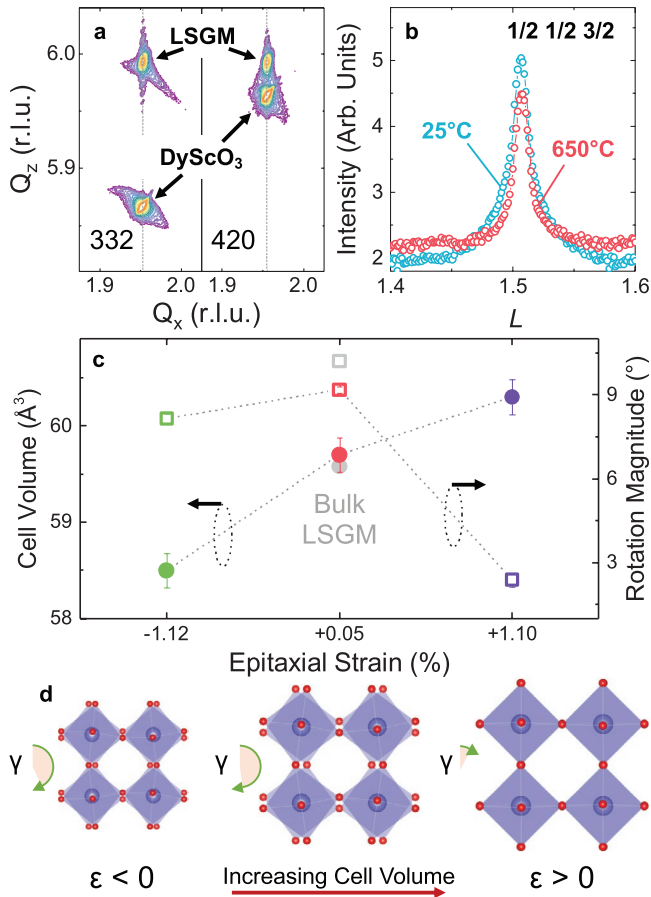 a
LSGM
DyScO₃
332
420
6.0
5.9
Qz (r.l.u.)
1.9 2.0 1.9 2.0
Qx (r.l.u.)
b
1/2 1/2 3/2
25°C
650°C
5
4
3
2
Intensity (Arb. Units)
1.4 1.5 1.6
L
c
Bulk
LSGM
60
59
58
Cell Volume (Å³)
9
6
3
Rotation Magnitude (°)
-1.12 +0.05 +1.10
Epitaxial Strain (%)
d
γ γ γ
ε < 0 Increasing Cell Volume ε > 0